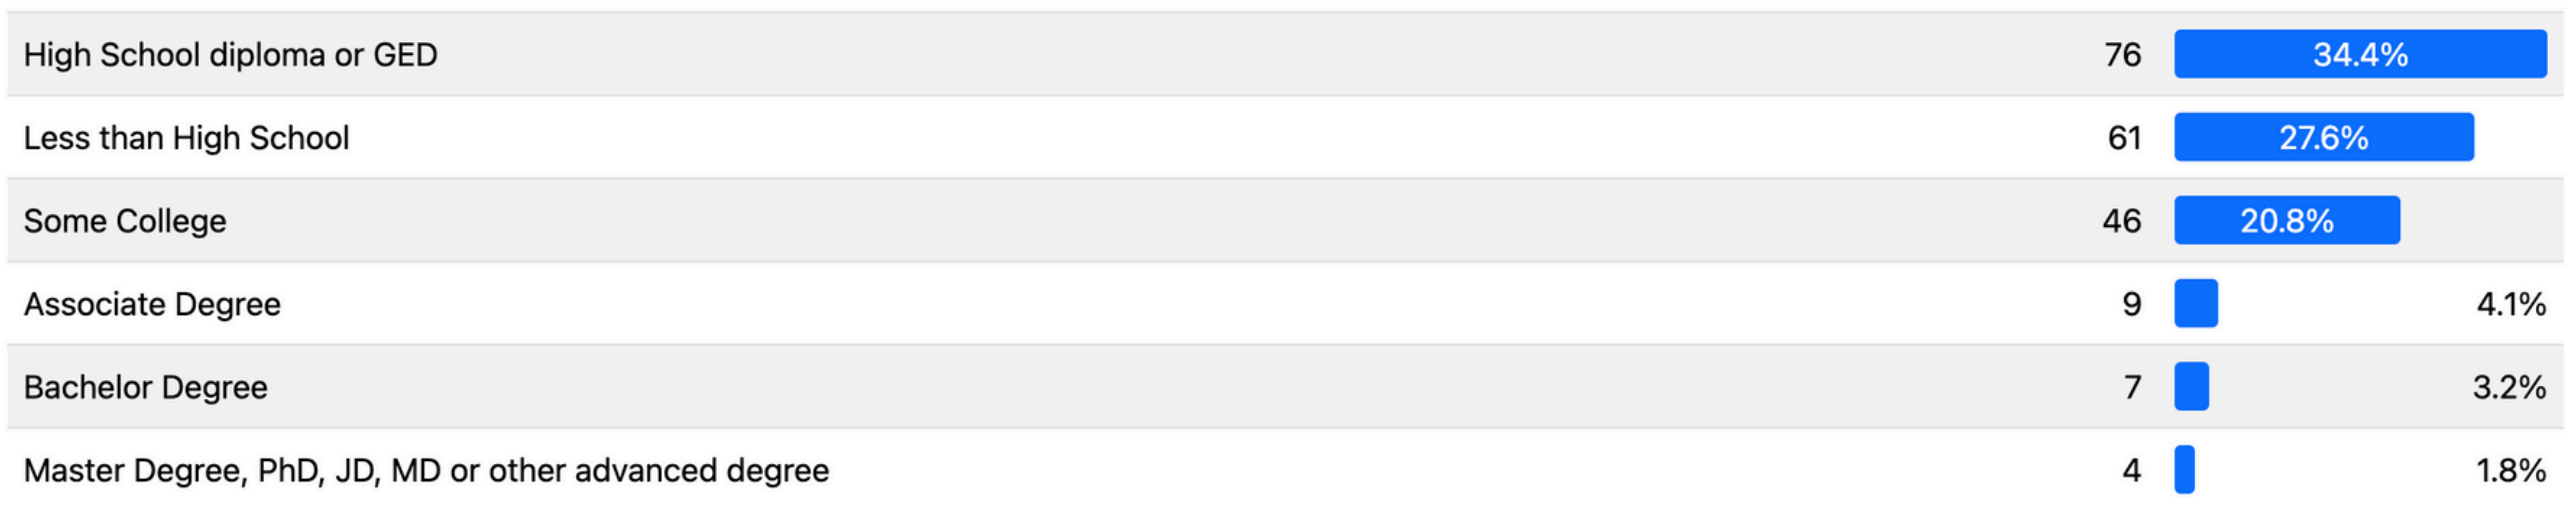 High School diploma or GED 76 34.4%
Less than High School 61 27.6%
Some College 46 20.8%
Associate Degree 9 4.1%
Bachelor Degree 7 3.2%
Master Degree, PhD, JD, MD or other advanced degree 4 1.8%